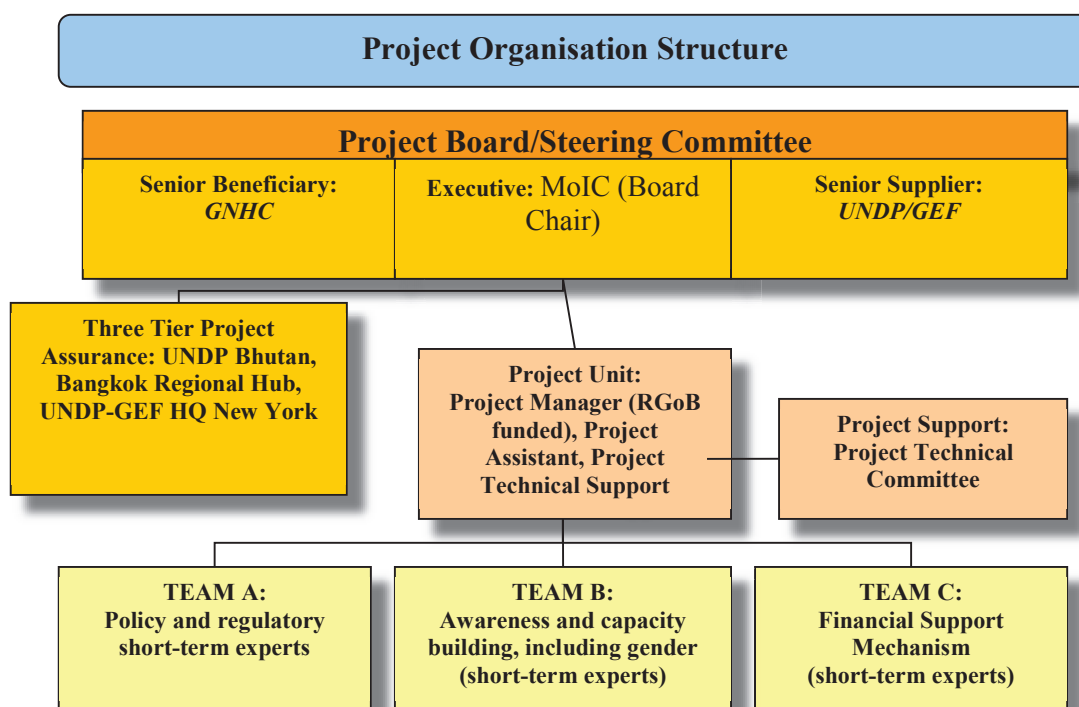 Project Organisation Structure
Project Board/Steering Committee
Senior Beneficiary:
GNHC
Executive: MoIC (Board
Chair)
Senior Supplier:
UNDP/GEF
Three Tier Project
Assurance: UNDP Bhutan,
Bangkok Regional Hub,
UNDP-GEF HQ New York
Project Unit:
Project Manager (RGoB
funded), Project
Assistant, Project
Technical Support
Project Support:
Project Technical
Committee
TEAM A:
Policy and regulatory
short-term experts
TEAM B:
Awareness and capacity
building, including gender
(short-term experts)
TEAM C:
Financial Support
Mechanism
(short-term experts)